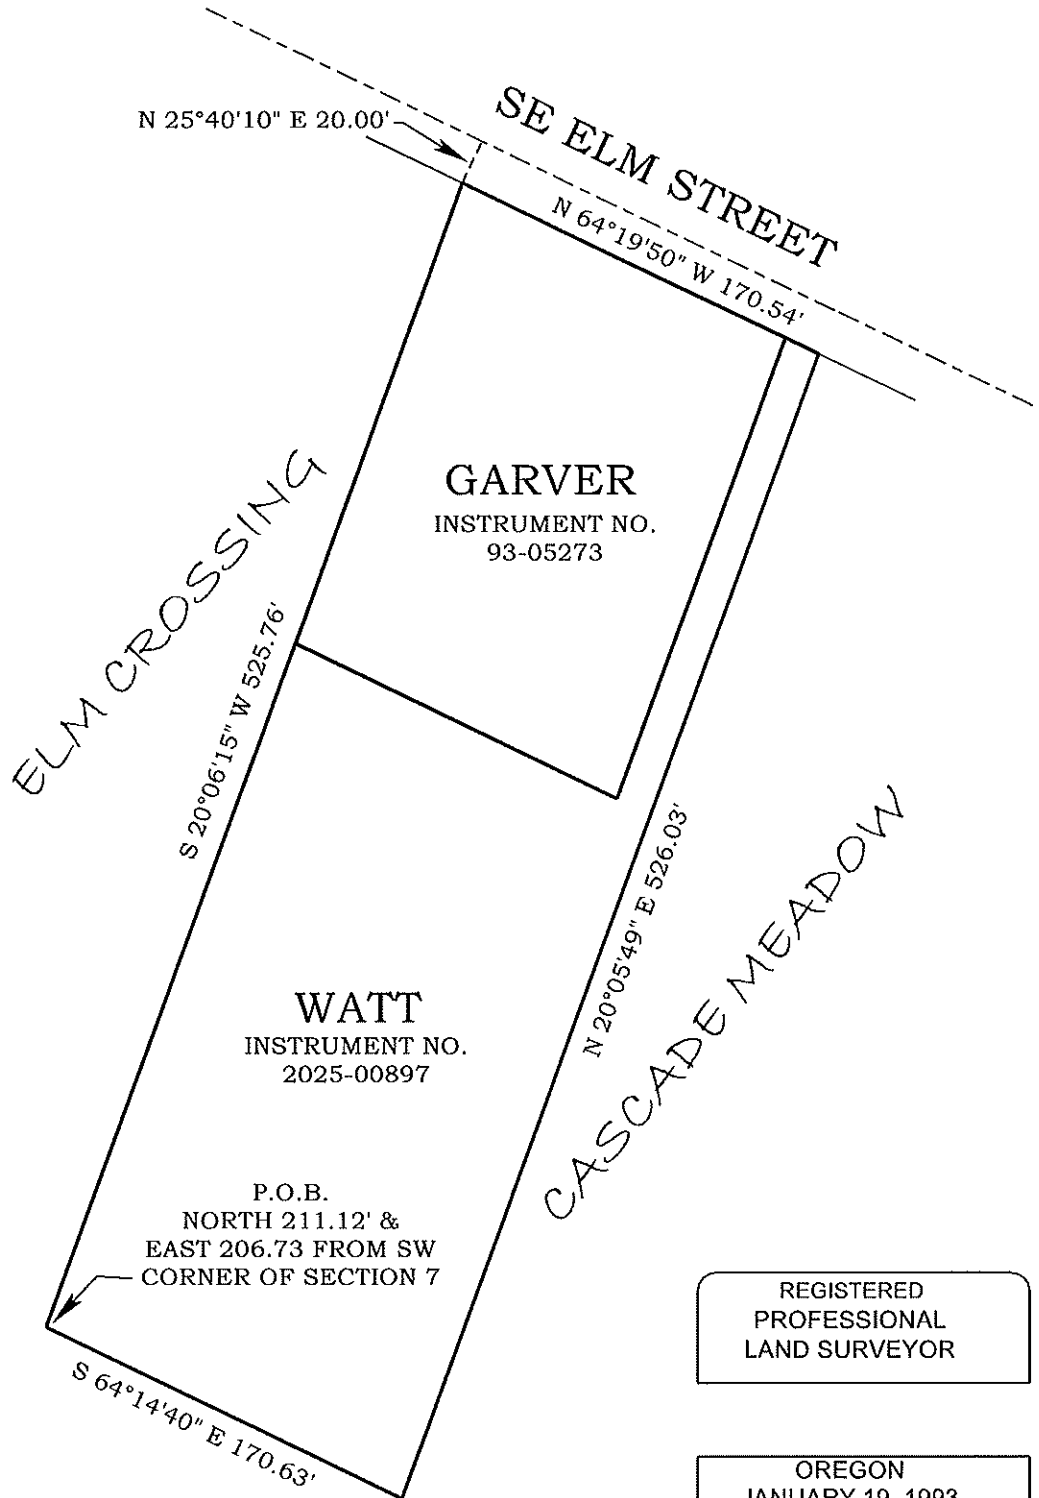 N 25°40'10" E 20.00'
SE ELM STREET
N 64°19'50" W 170.54'
GARVER
INSTRUMENT NO.
93-05273
ELM CROSSING
S 20°06'15" W 525.76'
N 20°05'49" E 526.03'
CASCADE MEADOW
WATT
INSTRUMENT NO.
2025-00897
P.O.B.
NORTH 211.12' &
EAST 206.73 FROM SW
CORNER OF SECTION 7
S 64°14'40" E 170.63'
REGISTERED
PROFESSIONAL
LAND SURVEYOR
OREGON
JANUARY 19, 1993